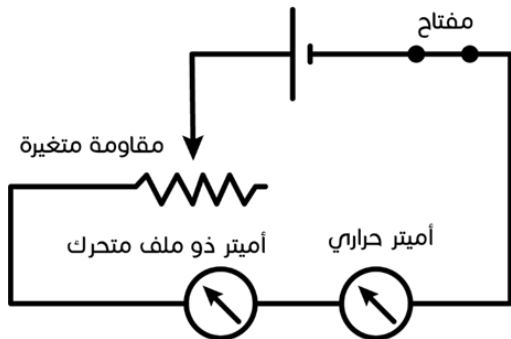 مفتاح
مقاومة متغيرة
أميتر حراري
أميتر ذو ملف متحرك